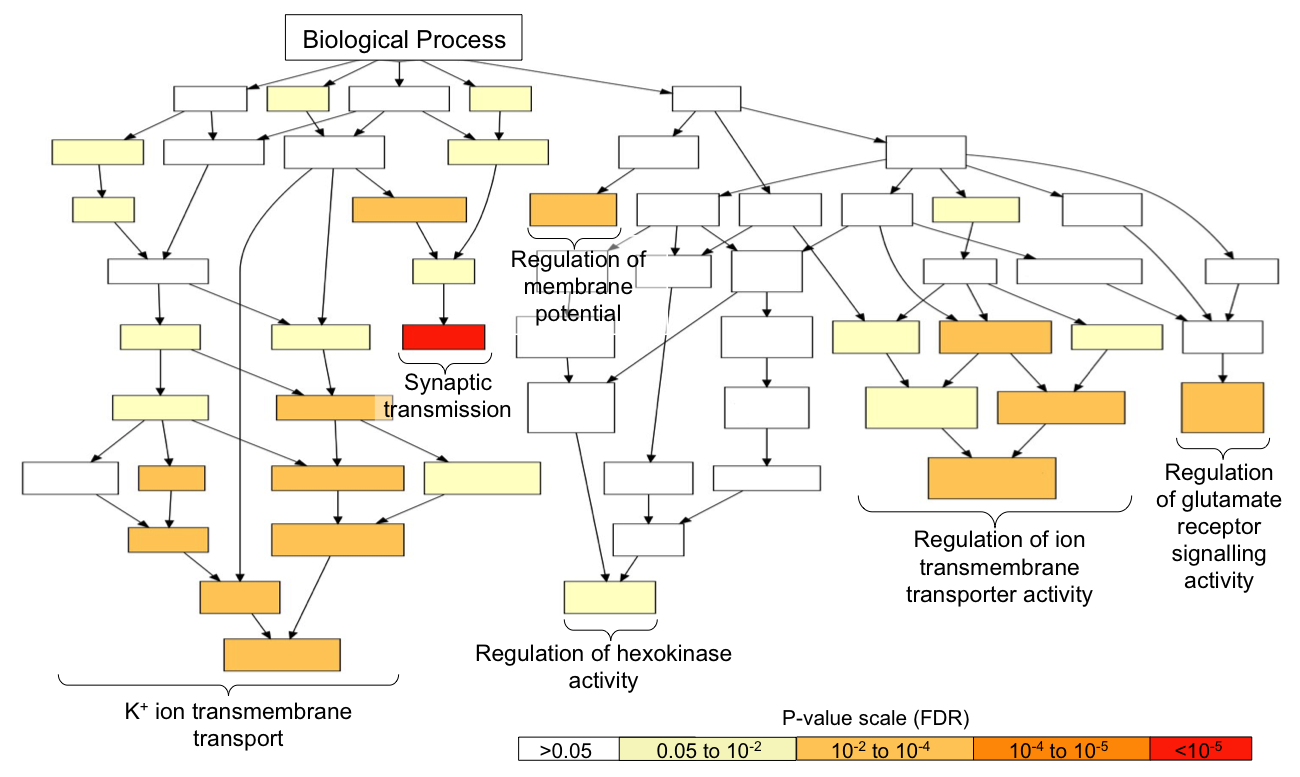 Biological Process
Regulation of
membrane
potential
Synaptic
transmission
Regulation
of glutamate
receptor
signalling
activity
Regulation of ion
transmembrane
transporter activity
Regulation of hexokinase
activity
K⁺ ion transmembrane
transport
P-value scale (FDR)
>0.05 0.05 to 10⁻² 10⁻² to 10⁻⁴ 10⁻⁴ to 10⁻⁵ <10⁻⁵